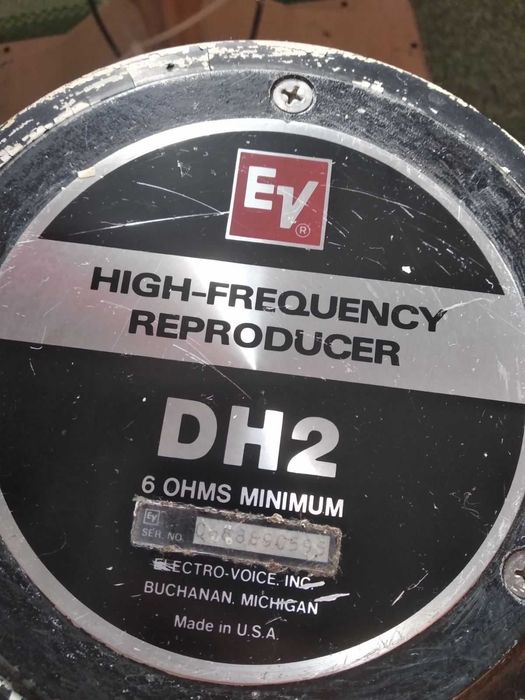 EV®
HIGH-FREQUENCY
REPRODUCER
DH2
6 OHMS MINIMUM
EV
SER. NO.
ELECTRO-VOICE, INC.
BUCHANAN, MICHIGAN
Made in U.S.A.